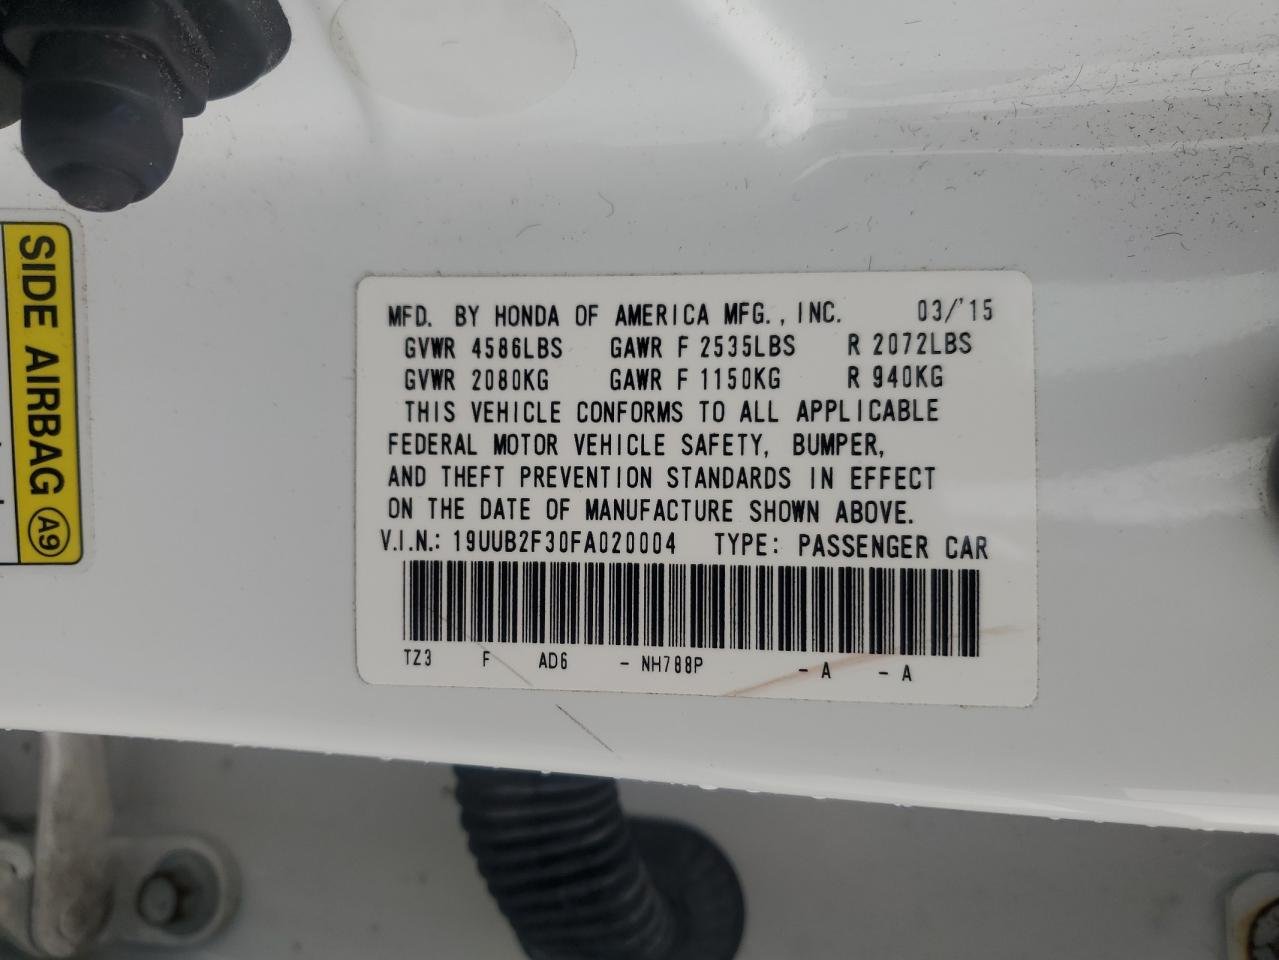 SIDE AIRBAG A9
MFD. BY HONDA OF AMERICA MFG., INC. 03/'15
GVWR 4586LBS GAWR F 2535LBS R 2072LBS
GVWR 2080KG GAWR F 1150KG R 940KG
THIS VEHICLE CONFORMS TO ALL APPLICABLE
FEDERAL MOTOR VEHICLE SAFETY, BUMPER,
AND THEFT PREVENTION STANDARDS IN EFFECT
ON THE DATE OF MANUFACTURE SHOWN ABOVE.
V.I.N.: 19UUB2F30FA020004 TYPE: PASSENGER CAR
TZ3 F AD6 - NH788P - A - A